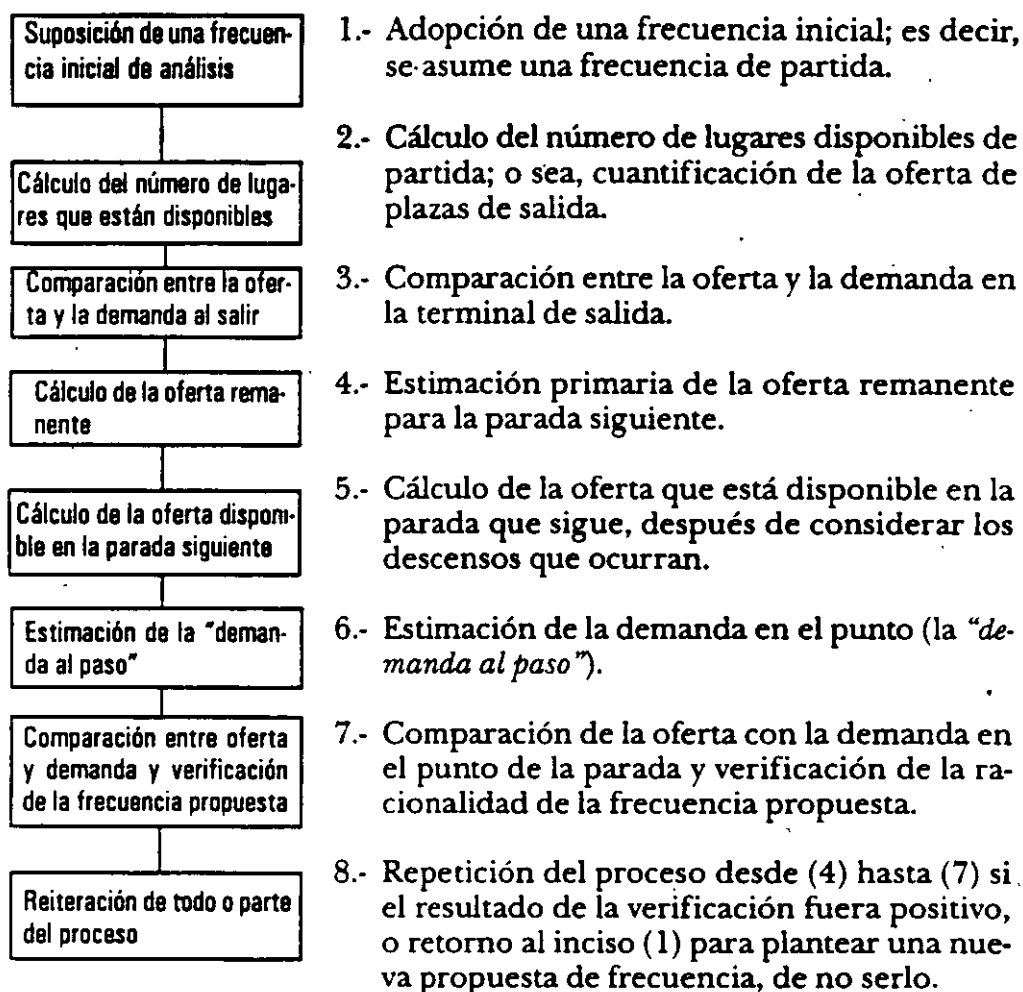 Suposición de una frecuen-
cia inicial de análisis
1.- Adopción de una frecuencia inicial; es decir,
se asume una frecuencia de partida.
Cálculo del número de luga-
res que están disponibles
2.- Cálculo del número de lugares disponibles de
partida; o sea, cuantificación de la oferta de
plazas de salida.
Comparación entre la ofer-
ta y la demanda al salir
3.- Comparación entre la oferta y la demanda en
la terminal de salida.
Cálculo de la oferta rema-
nente
4.- Estimación primaria de la oferta remanente
para la parada siguiente.
Cálculo de la oferta disponi-
ble en la parada siguiente
5.- Cálculo de la oferta que está disponible en la
parada que sigue, después de considerar los
descensos que ocurran.
Estimación de la "deman-
da al paso"
6.- Estimación de la demanda en el punto (la "de-
manda al paso").
Comparación entre oferta
y demanda y verificación
de la frecuencia propuesta
7.- Comparación de la oferta con la demanda en
el punto de la parada y verificación de la ra-
cionalidad de la frecuencia propuesta.
Reiteración de todo o parte
del proceso
8.- Repetición del proceso desde (4) hasta (7) si
el resultado de la verificación fuera positivo,
o retorno al inciso (1) para plantear una nue-
va propuesta de frecuencia, de no serlo.